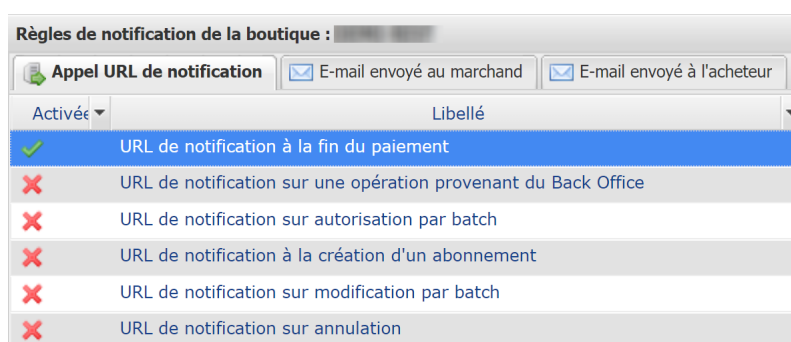 Règles de notification de la boutique :
Appel URL de notification E-mail envoyé au marchand E-mail envoyé à l'acheteur
Activée Libellé
URL de notification à la fin du paiement
URL de notification sur une opération provenant du Back Office
URL de notification sur autorisation par batch
URL de notification à la création d'un abonnement
URL de notification sur modification par batch
URL de notification sur annulation